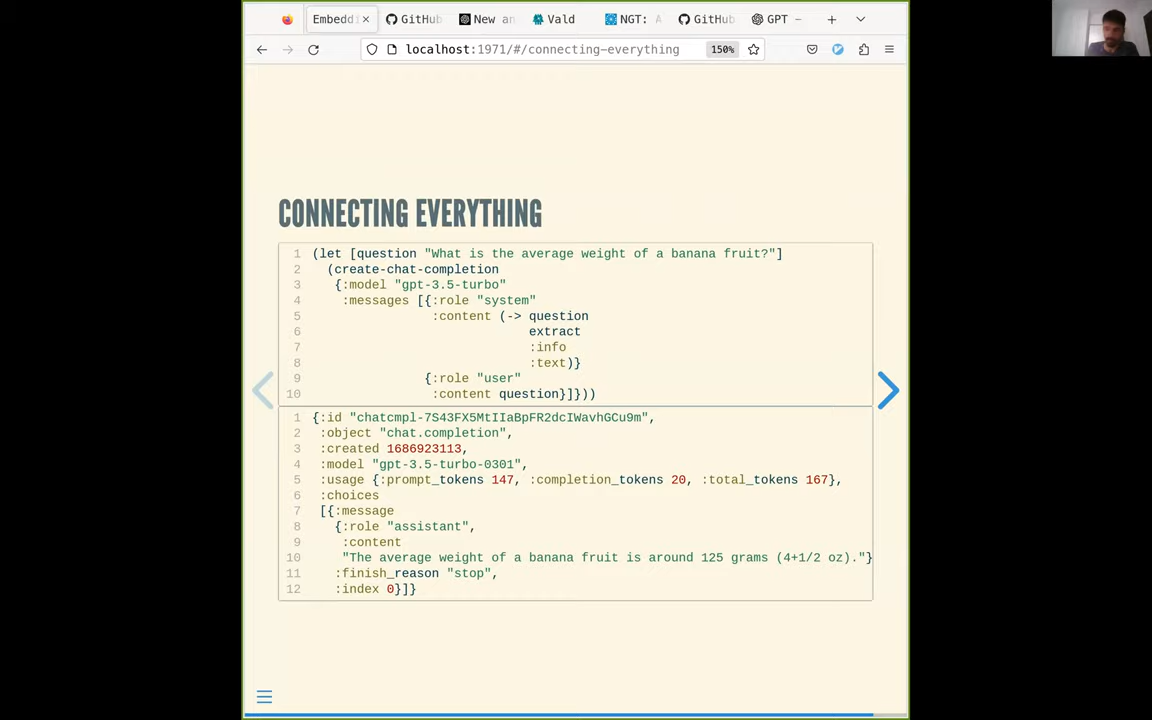 Embeddi
GitHub
New an
Vald
NGT: A
GitHub
GPT –
localhost:1971/#/connecting-everything
150%
CONNECTING EVERYTHING
1 (let [question "What is the average weight of a banana fruit?"]
2 (create-chat-completion
3 {:model "gpt-3.5-turbo"
4 :messages [{:role "system"
5 :content (-> question
6 extract
7 :info
8 :text)}
9 {:role "user"
10 :content question}]}))
1 {:id "chatcmpl-7S43FX5MtIIaBpFR2dcIWavhGCu9m",
2 :object "chat.completion",
3 :created 1686923113,
4 :model "gpt-3.5-turbo-0301",
5 :usage {:prompt_tokens 147, :completion_tokens 20, :total_tokens 167},
6 :choices
7 [{:message
8 {:role "assistant",
9 :content
10 "The average weight of a banana fruit is around 125 grams (4+1/2 oz)."}
11 :finish_reason "stop",
12 :index 0}]}